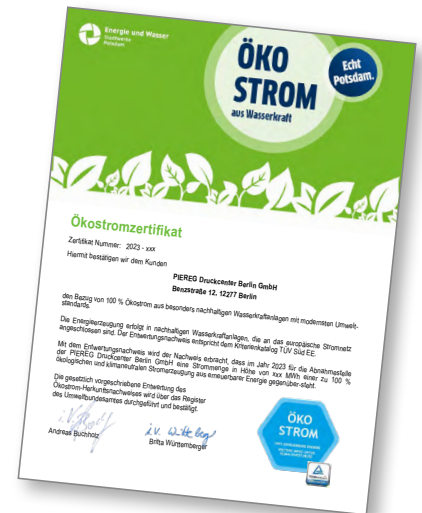 Energie und Wasser
Stadtwerke
Potsdam
ÖKO
STROM
aus Wasserkraft
Echt
Potsdam.
Ökostromzertifikat
Zertifikat Nummer: 2023 - xxx
Hiermit bestätigen wir dem Kunden
PIEREG Druckcenter Berlin GmbH
Benzstraße 12, 12277 Berlin
den Bezug von 100 % Ökostrom aus besonders nachhaltigen Wasserkraftanlagen mit modernsten Umwelt-
standards.
Die Energieerzeugung erfolgt in nachhaltigen Wasserkraftanlagen, die an das europäische Stromnetz
angeschlossen sind. Der Entwertungsnachweis entspricht dem Kriterienkatalog TÜV Süd EE.
Mit dem Entwertungsnachweis wird der Nachweis erbracht, dass im Jahr 2023 für die Abnahmestelle
der PIEREG Druckcenter Berlin GmbH eine Strommenge in Höhe von xxx MWh einer zu 100 %
ökologischen und klimaneutralen Stromerzeugung aus erneuerbarer Energie gegenüber-steht.
Die gesetzlich vorgeschriebene Entwertung des
Ökostrom-Herkunftsnachweises wird über das Register
des Umweltbundesamtes durchgeführt und bestätigt.
Andreas Buchholz
Britta Württemberger
ÖKO
STROM